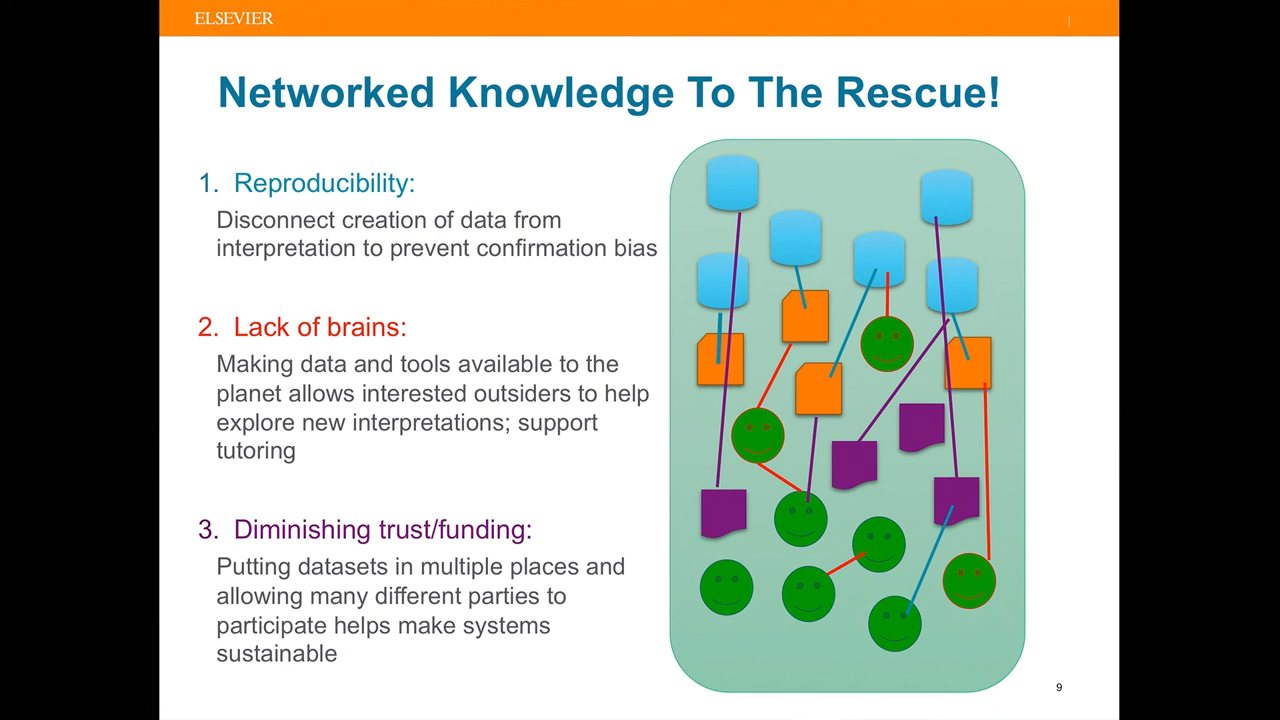 ELSEVIER
Networked Knowledge To The Rescue!
1. Reproducibility:
Disconnect creation of data from
interpretation to prevent confirmation bias
2. Lack of brains:
Making data and tools available to the
planet allows interested outsiders to help
explore new interpretations; support
tutoring
3. Diminishing trust/funding:
Putting datasets in multiple places and
allowing many different parties to
participate helps make systems
sustainable
9